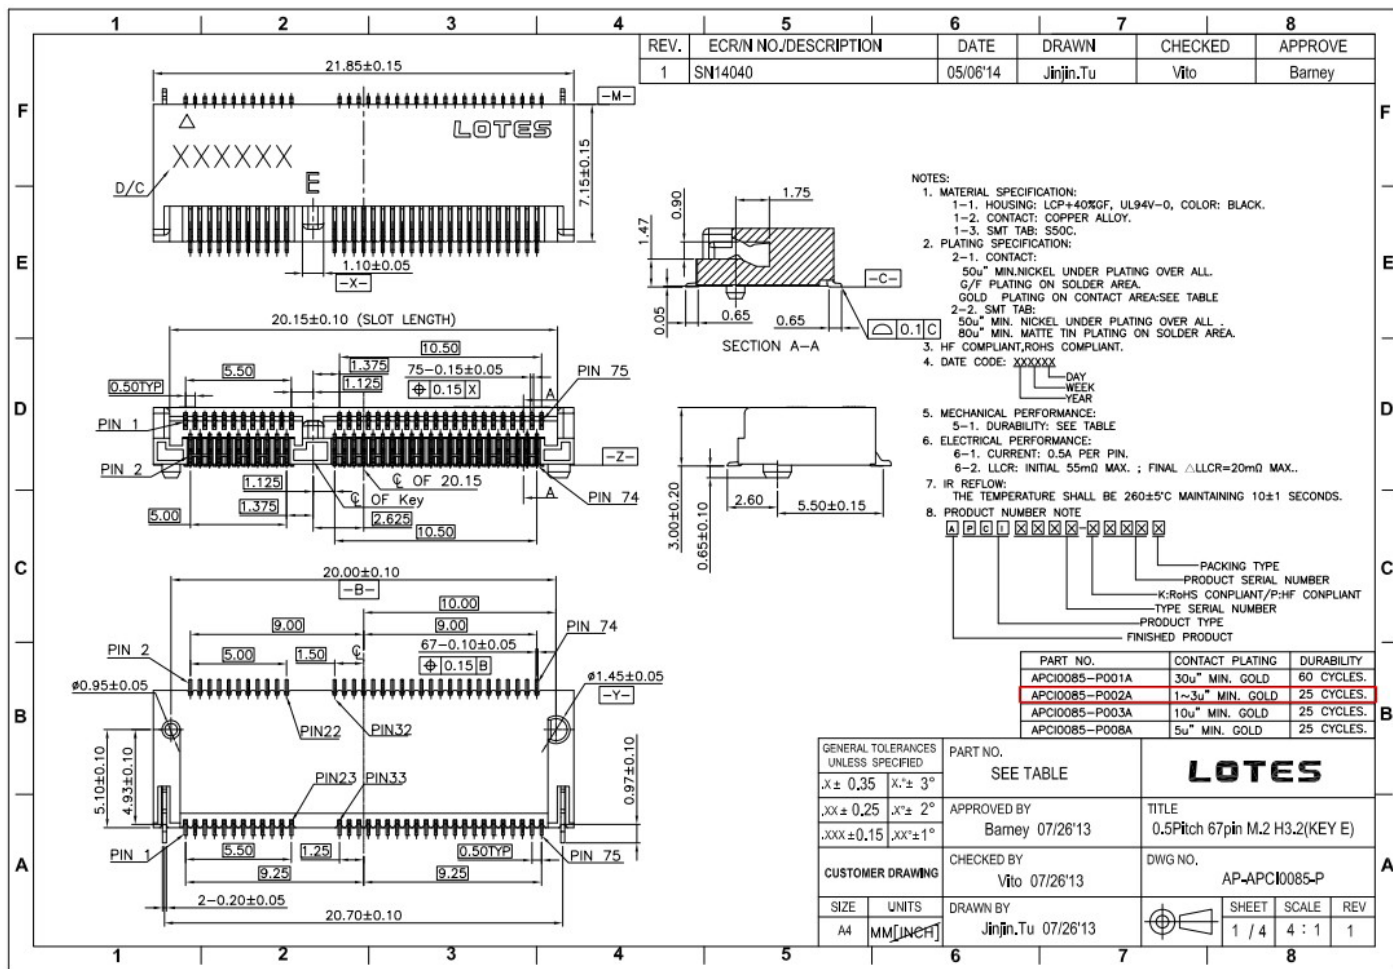 1 2 3 4 5 6 7 8
REV. ECR/N NO./DESCRIPTION DATE DRAWN CHECKED APPROVE
1 SN14040 05/06'14 Jinjin.Tu Vito Barney
F
E
D
C
B
A
21.85±0.15
-M-
LOTES
XXXXXX
D/C
E
7.15±0.15
1.10±0.05
-X-
20.15±0.10 (SLOT LENGTH)
10.50
5.50
1.375
75-0.15±0.05
PIN 75
0.50TYP
1.125
0.15 X
A
PIN 1
PIN 2
-Z-
1.125
℄ OF 20.15
PIN 74
A
1.375
℄ OF Key
5.00
2.625
10.50
20.00±0.10
-B-
10.00
9.00
9.00
PIN 74
PIN 2
67-0.10±0.05
5.00
1.50
℄
0.15 B
ø0.95±0.05
ø1.45±0.05
-Y-
PIN22
PIN32
5.10±0.10
4.93±0.10
0.97±0.10
PIN23
PIN33
PIN 1
5.50
1.25
0.50TYP
PIN 75
9.25
9.25
2-0.20±0.05
20.70±0.10
1.75
0.90
1.47
-C-
0.05
0.65
0.65
0.1 C
SECTION A-A
3.00±0.20
0.65±0.10
2.60
5.50±0.15
NOTES:
1. MATERIAL SPECIFICATION:
1-1. HOUSING: LCP+40%GF, UL94V-0, COLOR: BLACK.
1-2. CONTACT: COPPER ALLOY.
1-3. SMT TAB: S50C.
2. PLATING SPECIFICATION:
2-1. CONTACT:
50u" MIN.NICKEL UNDER PLATING OVER ALL.
G/F PLATING ON SOLDER AREA.
GOLD PLATING ON CONTACT AREA:SEE TABLE
2-2. SMT TAB:
50u" MIN. NICKEL UNDER PLATING OVER ALL .
80u" MIN. MATTE TIN PLATING ON SOLDER AREA.
3. HF COMPLIANT,ROHS COMPLIANT.
4. DATE CODE: XXXXXX
DAY
WEEK
YEAR
5. MECHANICAL PERFORMANCE:
5-1. DURABILITY: SEE TABLE
6. ELECTRICAL PERFORMANCE:
6-1. CURRENT: 0.5A PER PIN.
6-2. LLCR: INITIAL 55mΩ MAX. ; FINAL △LLCR=20mΩ MAX..
7. IR REFLOW:
THE TEMPERATURE SHALL BE 260±5°C MAINTAINING 10±1 SECONDS.
8. PRODUCT NUMBER NOTE
A P C I X X X X-X X X X X
PACKING TYPE
PRODUCT SERIAL NUMBER
K:RoHS CONPLIANT/P:HF CONPLIANT
TYPE SERIAL NUMBER
PRODUCT TYPE
FINISHED PRODUCT
PART NO. CONTACT PLATING DURABILITY
APCI0085-P001A 30u" MIN. GOLD 60 CYCLES.
APCI0085-P002A 1~3u" MIN. GOLD 25 CYCLES.
APCI0085-P003A 10u" MIN. GOLD 25 CYCLES.
APCI0085-P008A 5u" MIN. GOLD 25 CYCLES.
GENERAL TOLERANCES
UNLESS SPECIFIED
.X± 0.35 X.°± 3°
.XX± 0.25 .X°± 2°
.XXX±0.15 .XX°±1°
CUSTOMER DRAWING
SIZE UNITS
A4 MM[INCH]
PART NO.
SEE TABLE
APPROVED BY
Barney 07/26'13
CHECKED BY
Vito 07/26'13
DRAWN BY
Jinjin.Tu 07/26'13
LOTES
TITLE
0.5Pitch 67pin M.2 H3.2(KEY E)
DWG NO.
AP-APCI0085-P
SHEET SCALE REV
1 / 4 4 : 1 1
F
E
D
C
B
A
1 2 3 4 5 6 7 8